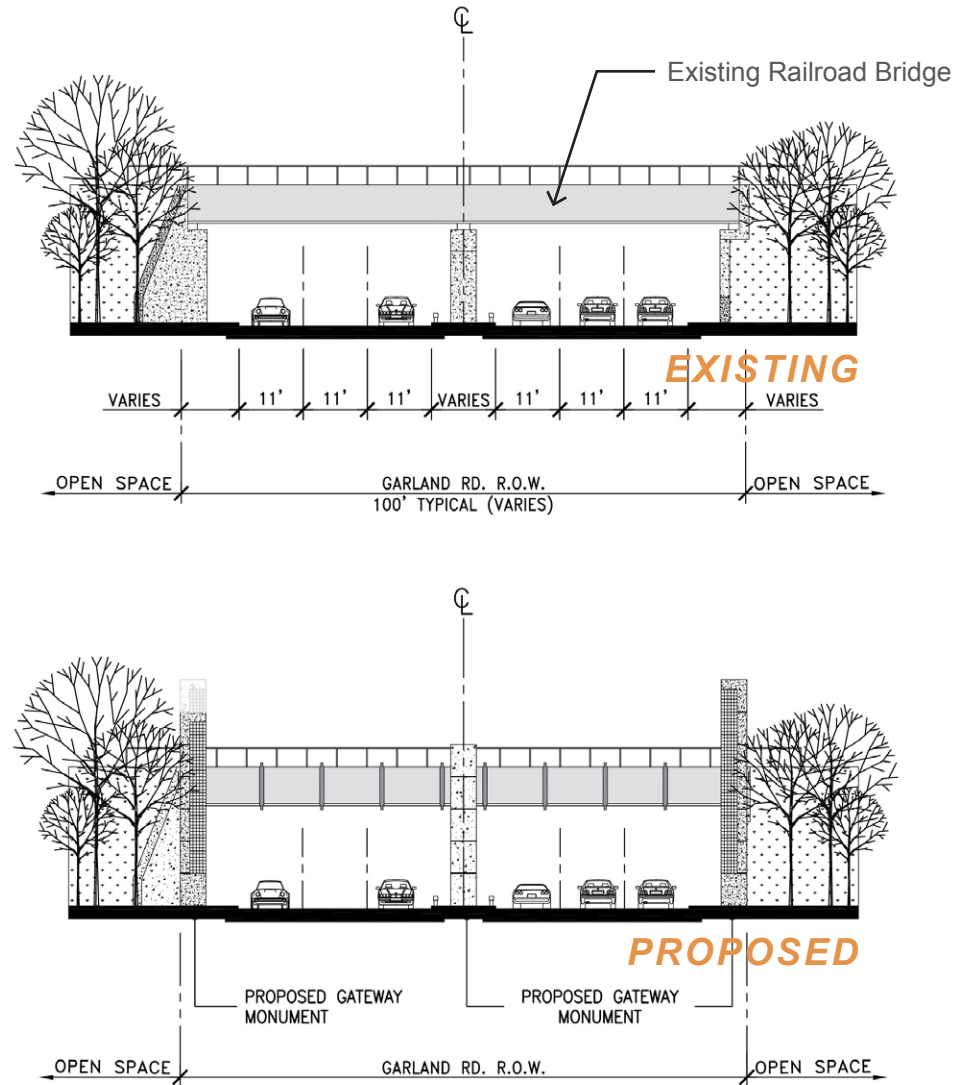 ℄
Existing Railroad Bridge
EXISTING
VARIES 11' 11' 11' VARIES 11' 11' 11' VARIES
OPEN SPACE GARLAND RD. R.O.W. OPEN SPACE
100' TYPICAL (VARIES)
℄
PROPOSED
PROPOSED GATEWAY
MONUMENT
PROPOSED GATEWAY
MONUMENT
OPEN SPACE GARLAND RD. R.O.W. OPEN SPACE